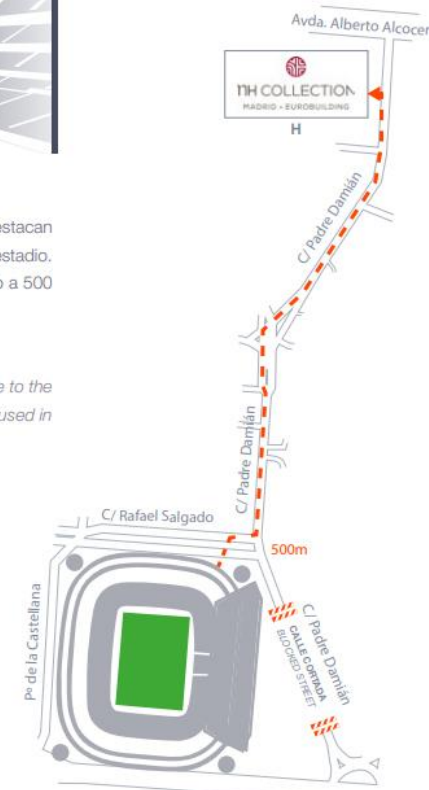 Avda. Alberto Alcocer
NH COLLECTION
MADRID - EUROBUILDING
H
C/ Padre Damián
estacan
estadio.
o a 500
e to the
used in
C/ Padre Damián
C/ Rafael Salgado
500m
Pº de la Castellana
C/ Padre Damián
CALLE CORTADA
BLOCKED STREET